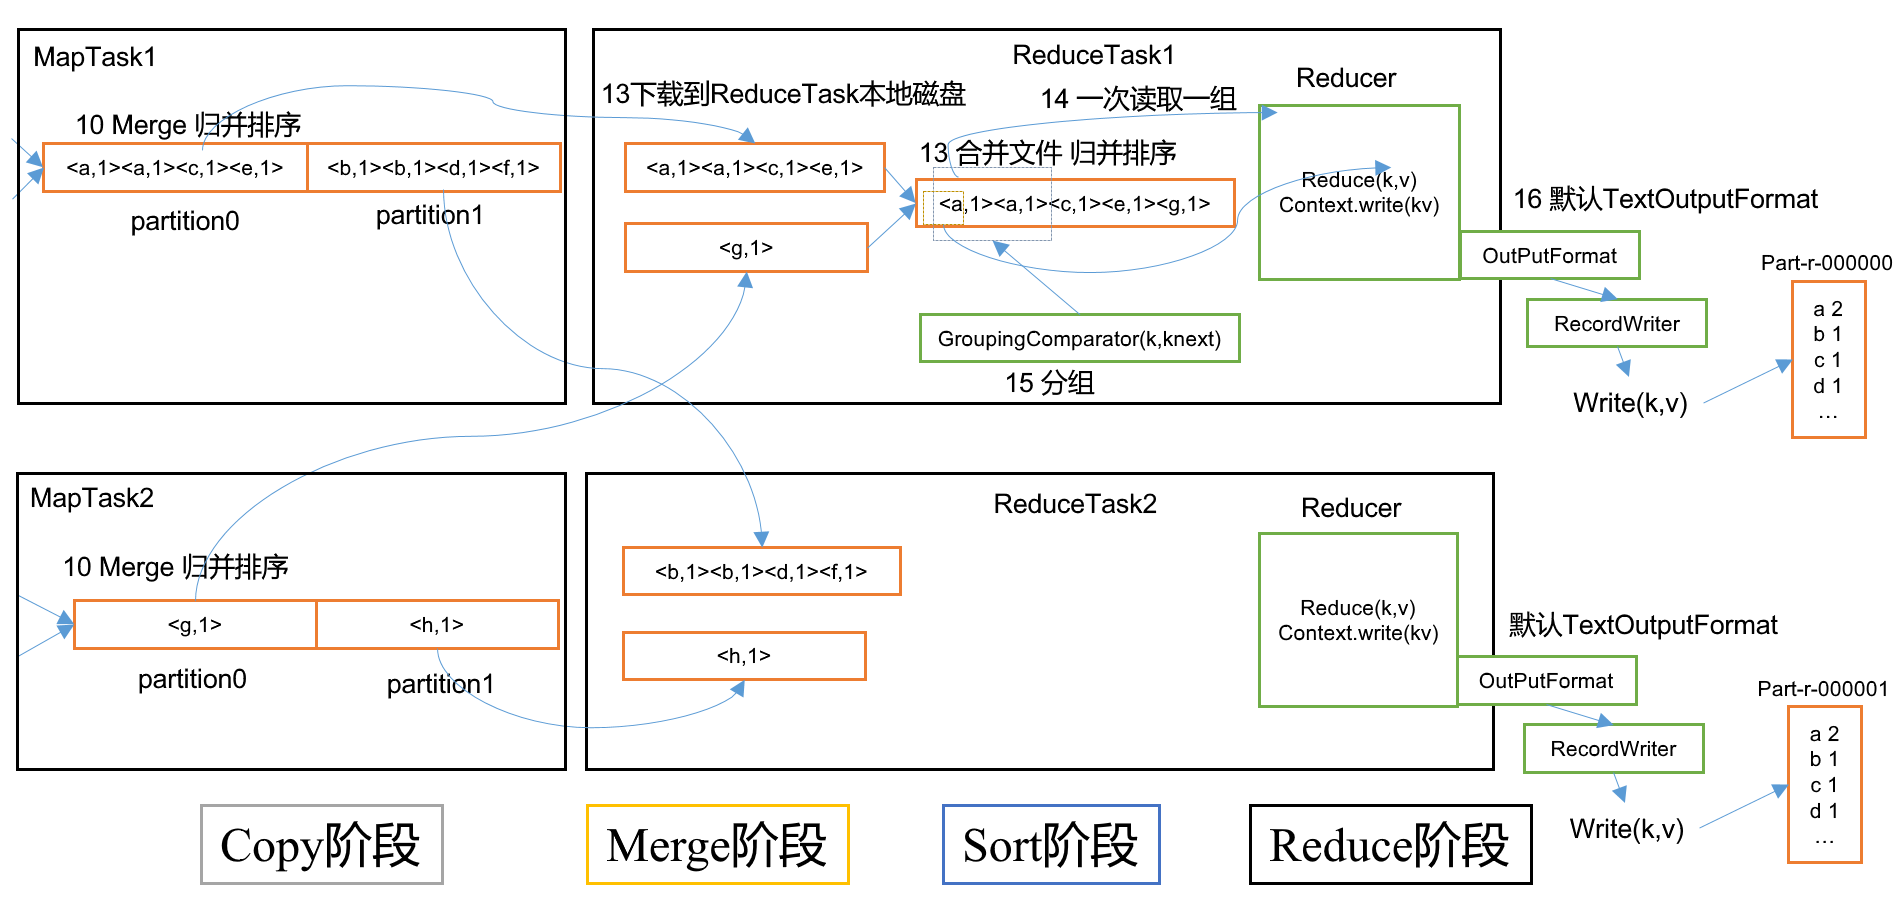 MapTask1
10 Merge 归并排序
<a,1><a,1><c,1><e,1>
<b,1><b,1><d,1><f,1>
partition0
partition1
ReduceTask1
13下载到ReduceTask本地磁盘
14 一次读取一组
Reducer
<a,1><a,1><c,1><e,1>
13 合并文件 归并排序
<a,1><a,1><c,1><e,1><g,1>
<g,1>
Reduce(k,v)
Context.write(kv)
GroupingComparator(k,knext)
15 分组
16 默认TextOutputFormat
OutPutFormat
RecordWriter
Write(k,v)
Part-r-000000
a 2
b 1
c 1
d 1
...
MapTask2
10 Merge 归并排序
<g,1>
<h,1>
partition0
partition1
ReduceTask2
Reducer
<b,1><b,1><d,1><f,1>
<h,1>
Reduce(k,v)
Context.write(kv)
默认TextOutputFormat
OutPutFormat
RecordWriter
Write(k,v)
Part-r-000001
a 2
b 1
c 1
d 1
...
Copy阶段
Merge阶段
Sort阶段
Reduce阶段